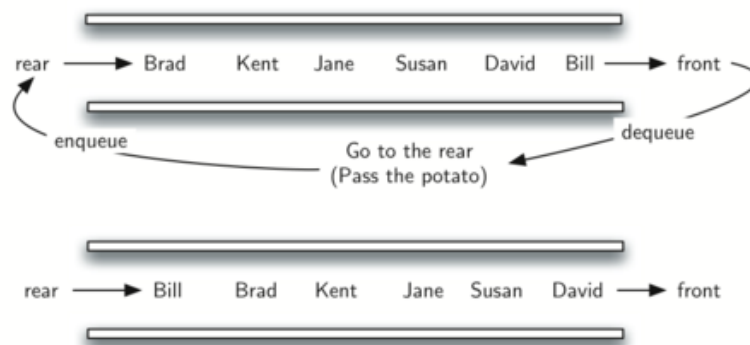 rear Brad Kent Jane Susan David Bill front
enqueue
dequeue
Go to the rear
(Pass the potato)
rear Bill Brad Kent Jane Susan David front